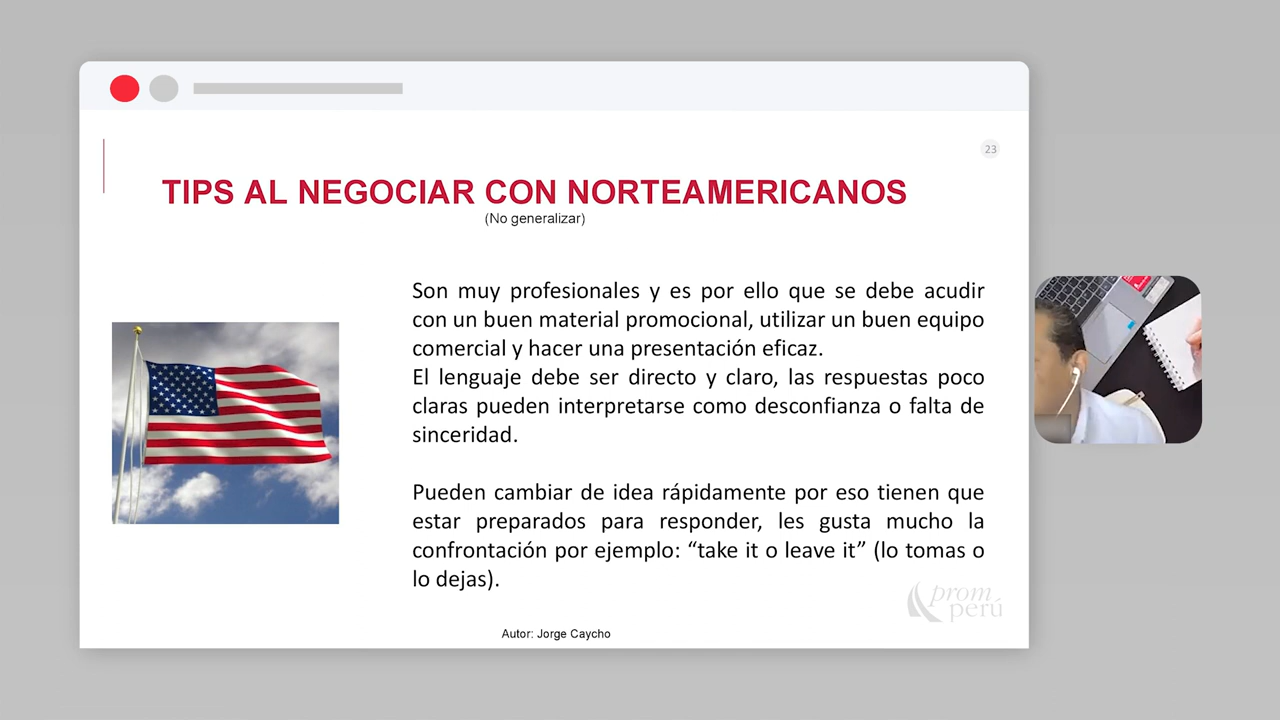 23
TIPS AL NEGOCIAR CON NORTEAMERICANOS
(No generalizar)
Son muy profesionales y es por ello que se debe acudir
con un buen material promocional, utilizar un buen equipo
comercial y hacer una presentación eficaz.
El lenguaje debe ser directo y claro, las respuestas poco
claras pueden interpretarse como desconfianza o falta de
sinceridad.
Pueden cambiar de idea rápidamente por eso tienen que
estar preparados para responder, les gusta mucho la
confrontación por ejemplo: “take it o leave it” (lo tomas o
lo dejas).
prom
perú
Autor: Jorge Caycho